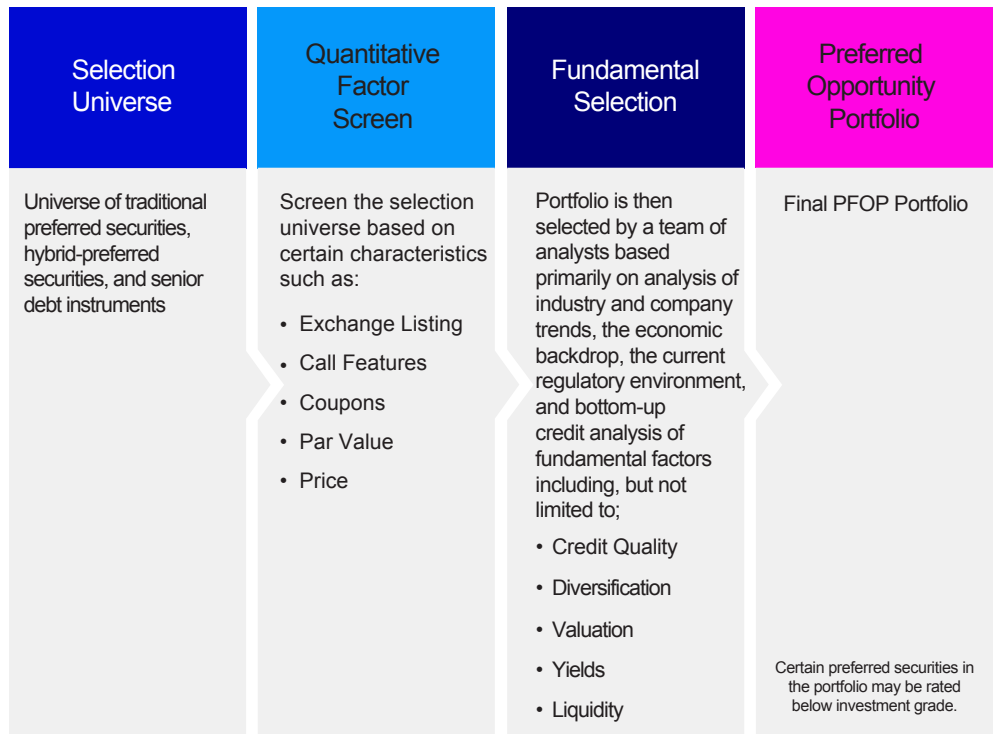 Selection
Universe
Quantitative
Factor
Screen
Fundamental
Selection
Preferred
Opportunity
Portfolio
Universe of traditional
preferred securities,
hybrid-preferred
securities, and senior
debt instruments
Screen the selection
universe based on
certain characteristics
such as:
• Exchange Listing
• Call Features
• Coupons
• Par Value
• Price
Portfolio is then
selected by a team of
analysts based
primarily on analysis of
industry and company
trends, the economic
backdrop, the current
regulatory environment,
and bottom-up
credit analysis of
fundamental factors
including, but not
limited to;
• Credit Quality
• Diversification
• Valuation
• Yields
• Liquidity
Final PFOP Portfolio
Certain preferred securities in
the portfolio may be rated
below investment grade.